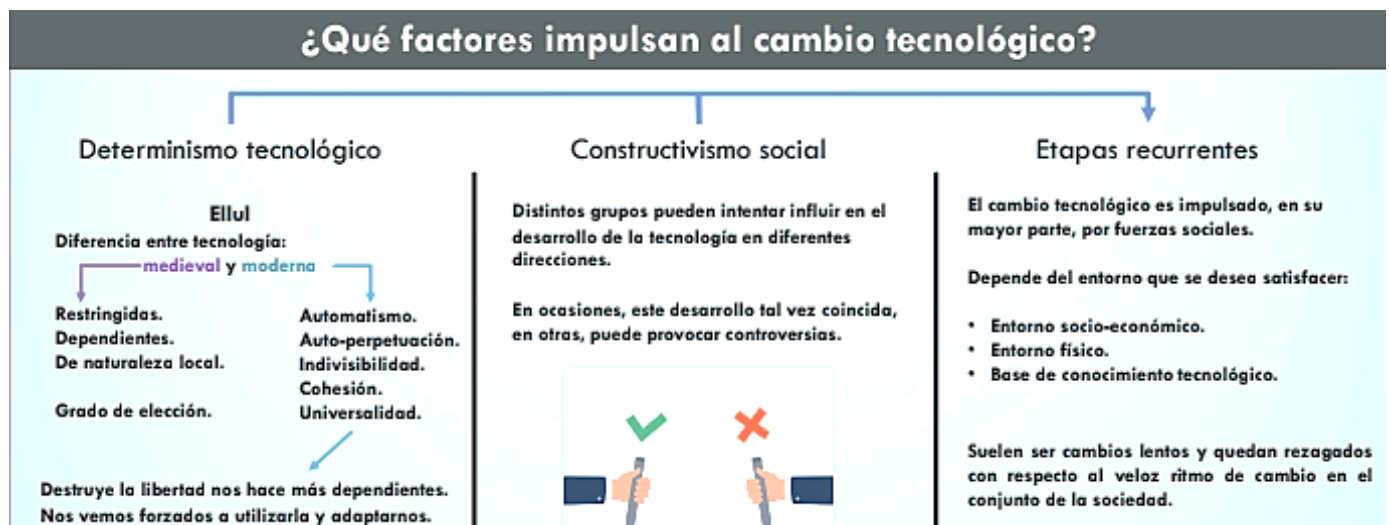 ¿Qué factores impulsan al cambio tecnológico?
Determinismo tecnológico
Ellul
Diferencia entre tecnología:
medieval y moderna
Restringidas.
Dependientes.
De naturaleza local.
Grado de elección.
Automatismo.
Auto-perpetuación.
Indivisibilidad.
Cohesión.
Universalidad.
Destruye la libertad nos hace más dependientes.
Nos vemos forzados a utilizarla y adaptarnos.
Constructivismo social
Distintos grupos pueden intentar influir en el
desarrollo de la tecnología en diferentes
direcciones.
En ocasiones, este desarrollo tal vez coincida,
en otras, puede provocar controversias.
Etapas recurrentes
El cambio tecnológico es impulsado, en su
mayor parte, por fuerzas sociales.
Depende del entorno que se desea satisfacer:
• Entorno socio-económico.
• Entorno físico.
• Base de conocimiento tecnológico.
Suelen ser cambios lentos y quedan rezagados
con respecto al veloz ritmo de cambio en el
conjunto de la sociedad.